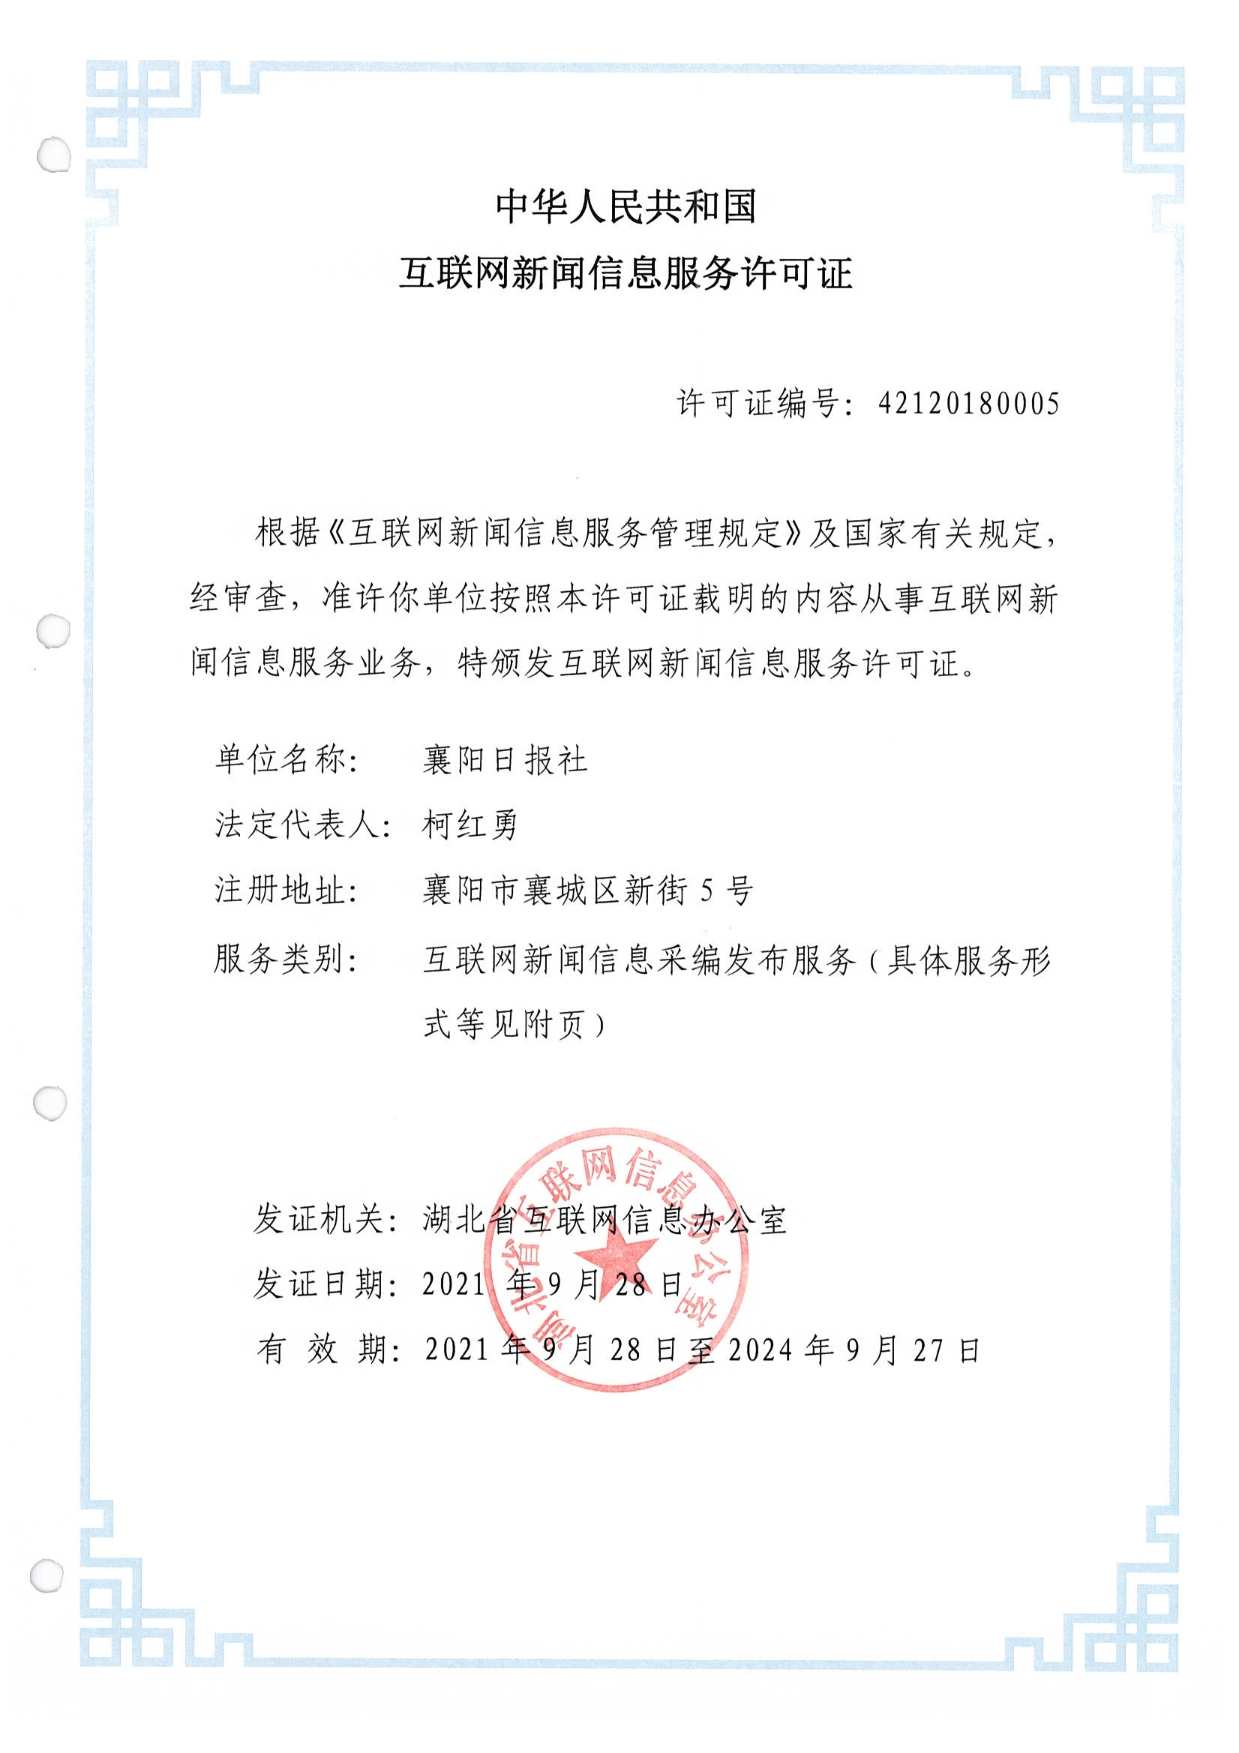 中华人民共和国
互联网新闻信息服务许可证
许可证编号：42120180005
根据《互联网新闻信息服务管理规定》及国家有关规定，
经审查，准许你单位按照本许可证载明的内容从事互联网新
闻信息服务业务，特颁发互联网新闻信息服务许可证。
单位名称： 襄阳日报社
法定代表人： 柯红勇
注册地址： 襄阳市襄城区新街 5 号
服务类别： 互联网新闻信息采编发布服务（具体服务形
式等见附页）
发证机关：湖北省互联网信息办公室
发证日期：2021 年 9 月 28 日
有 效 期：2021 年 9 月 28 日至 2024 年 9 月 27 日
湖北省互联网信息办公室